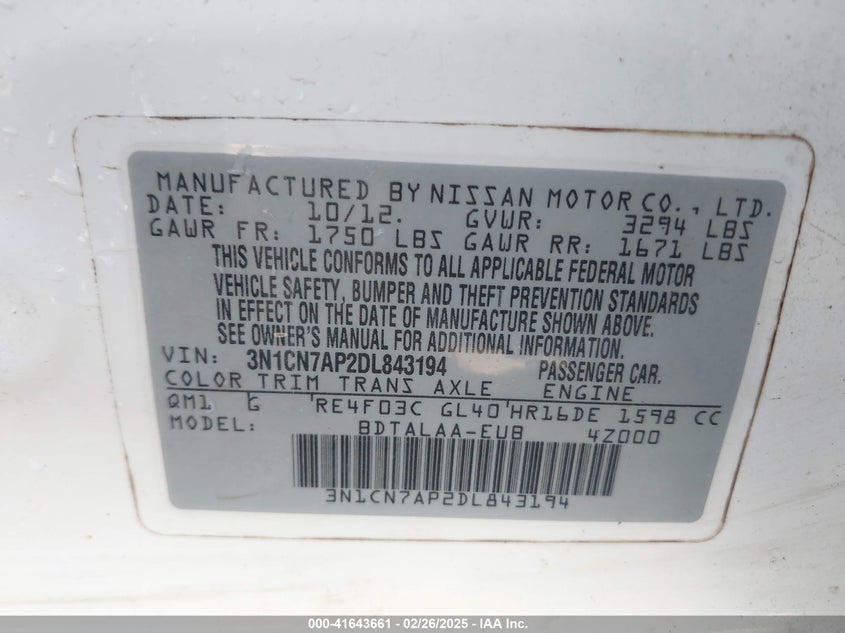 MANUFACTURED BY NISSAN MOTOR CO., LTD.
DATE: 10/12. GVWR: 3294 LBS
GAWR FR: 1750 LBS GAWR RR: 1671 LBS
THIS VEHICLE CONFORMS TO ALL APPLICABLE FEDERAL MOTOR
VEHICLE SAFETY, BUMPER AND THEFT PREVENTION STANDARDS
IN EFFECT ON THE DATE OF MANUFACTURE SHOWN ABOVE.
SEE OWNER'S MANUAL FOR ADDITIONAL INFORMATION.
VIN: 3N1CN7AP2DL843194 PASSENGER CAR.
COLOR TRIM TRANS AXLE ENGINE
QM1 G RE4F03C GL40 HR16DE 1598 CC
MODEL: BDTALAA-EUB 4Z000
3N1CN7AP2DL843194
000-41643661 - 02/26/2025 - IAA Inc.